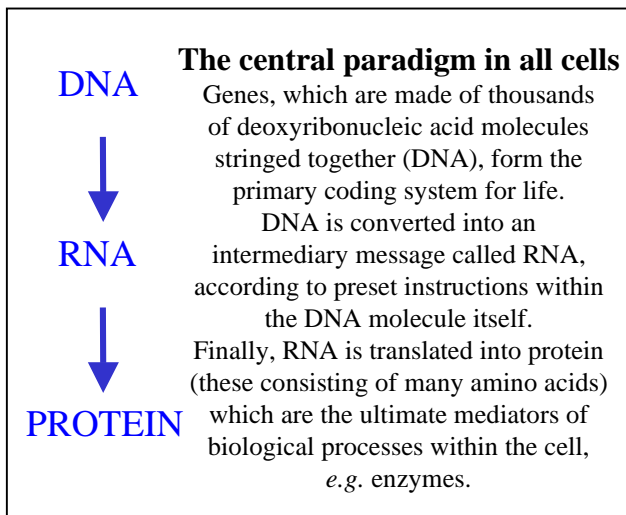 The central paradigm in all cells
DNA
Genes, which are made of thousands
of deoxyribonucleic acid molecules
stringed together (DNA), form the
primary coding system for life.
DNA is converted into an
RNA
intermediary message called RNA,
according to preset instructions within
the DNA molecule itself.
Finally, RNA is translated into protein
(these consisting of many amino acids)
PROTEIN
which are the ultimate mediators of
biological processes within the cell,
e.g. enzymes.